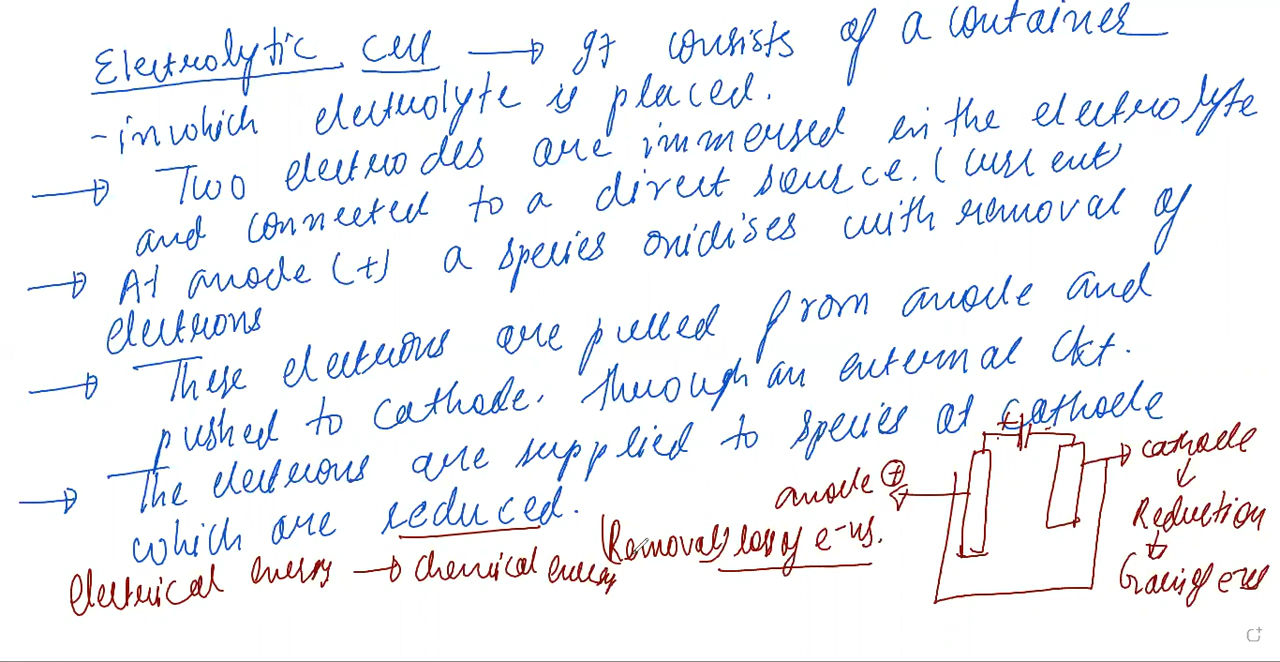 Electrolytic cell → It consists of a container
- in which electrolyte is placed.
→ Two electrodes are immersed in the electrolyte
and connected to a direct source. (current)
→ At anode (+) a species oxidises with removal of
electrons
→ These electrons are pulled from anode and
pushed to cathode. through an external Ckt.
→ The electrons are supplied to species at cathode
which are reduced.
Electrical energy → chemical energy
(Removal) loss of e-ns.
anode ⊕
+
cathode
↓
Reduction
↓
Gain of e-ns